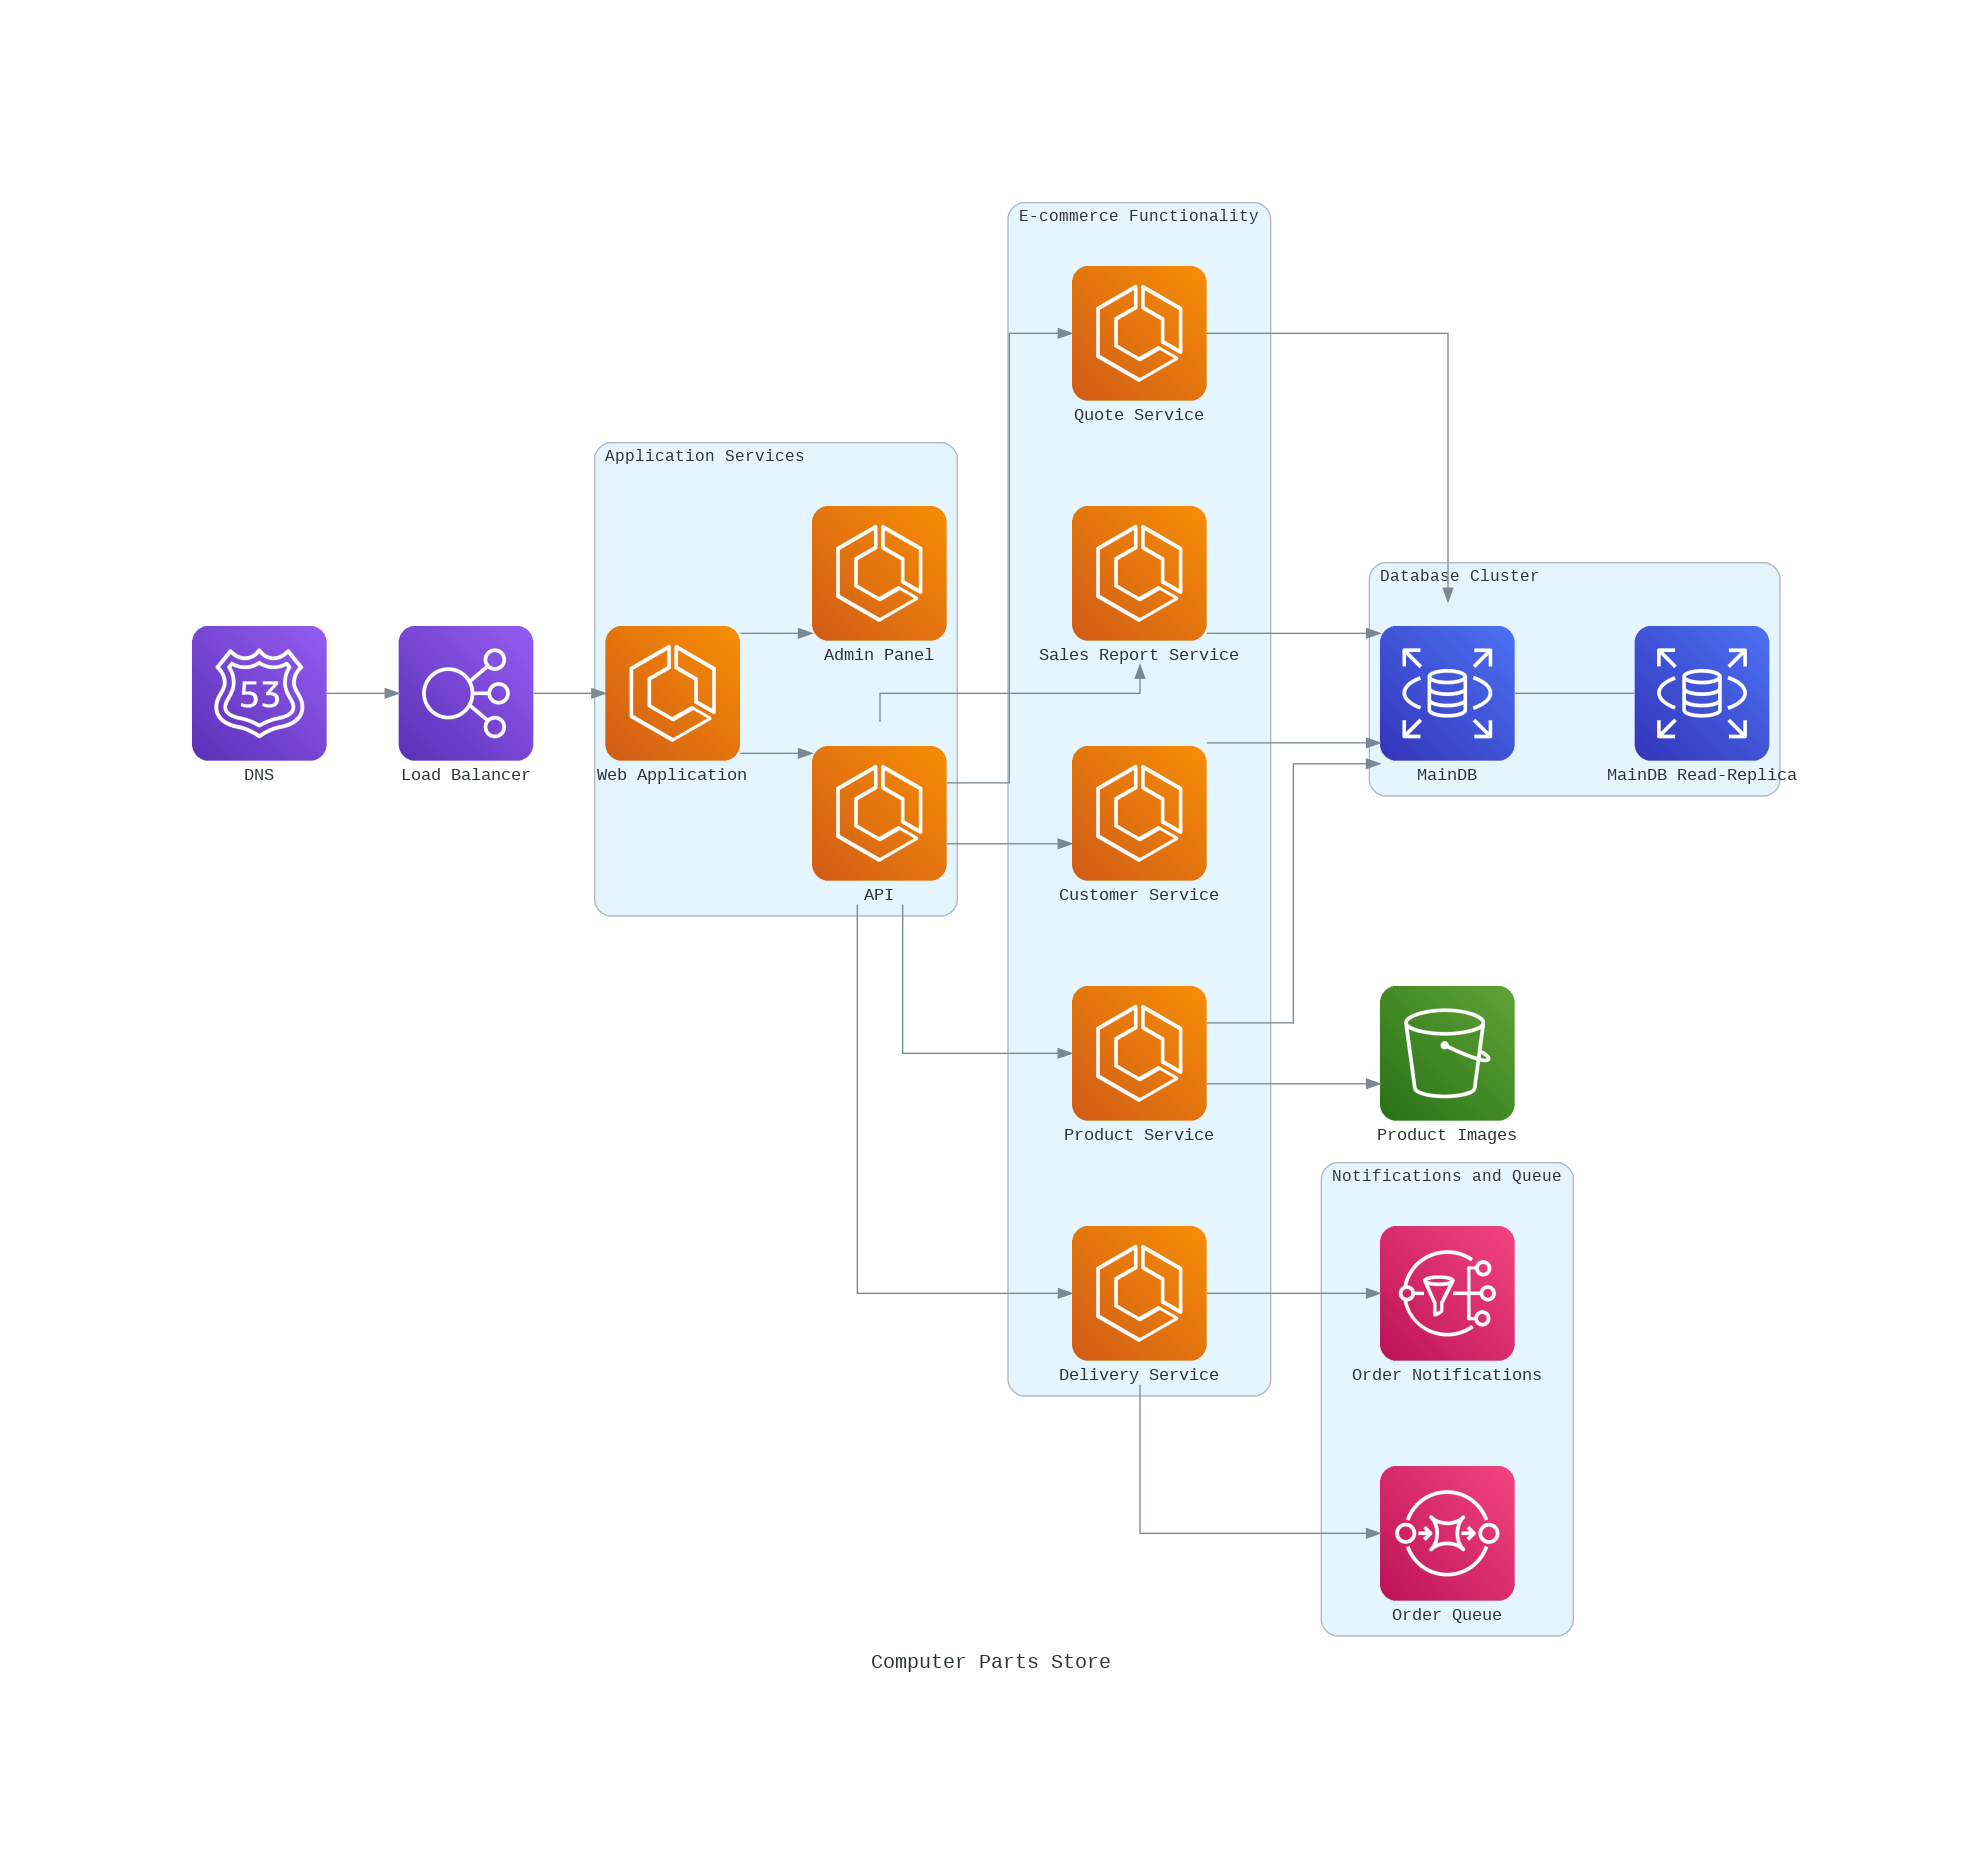 E-commerce Functionality
Quote Service
Application Services
Admin Panel
Sales Report Service
Database Cluster
53
DNS
Load Balancer
Web Application
MainDB
MainDB Read-Replica
API
Customer Service
Product Service
Product Images
Notifications and Queue
Delivery Service
Order Notifications
Order Queue
Computer Parts Store